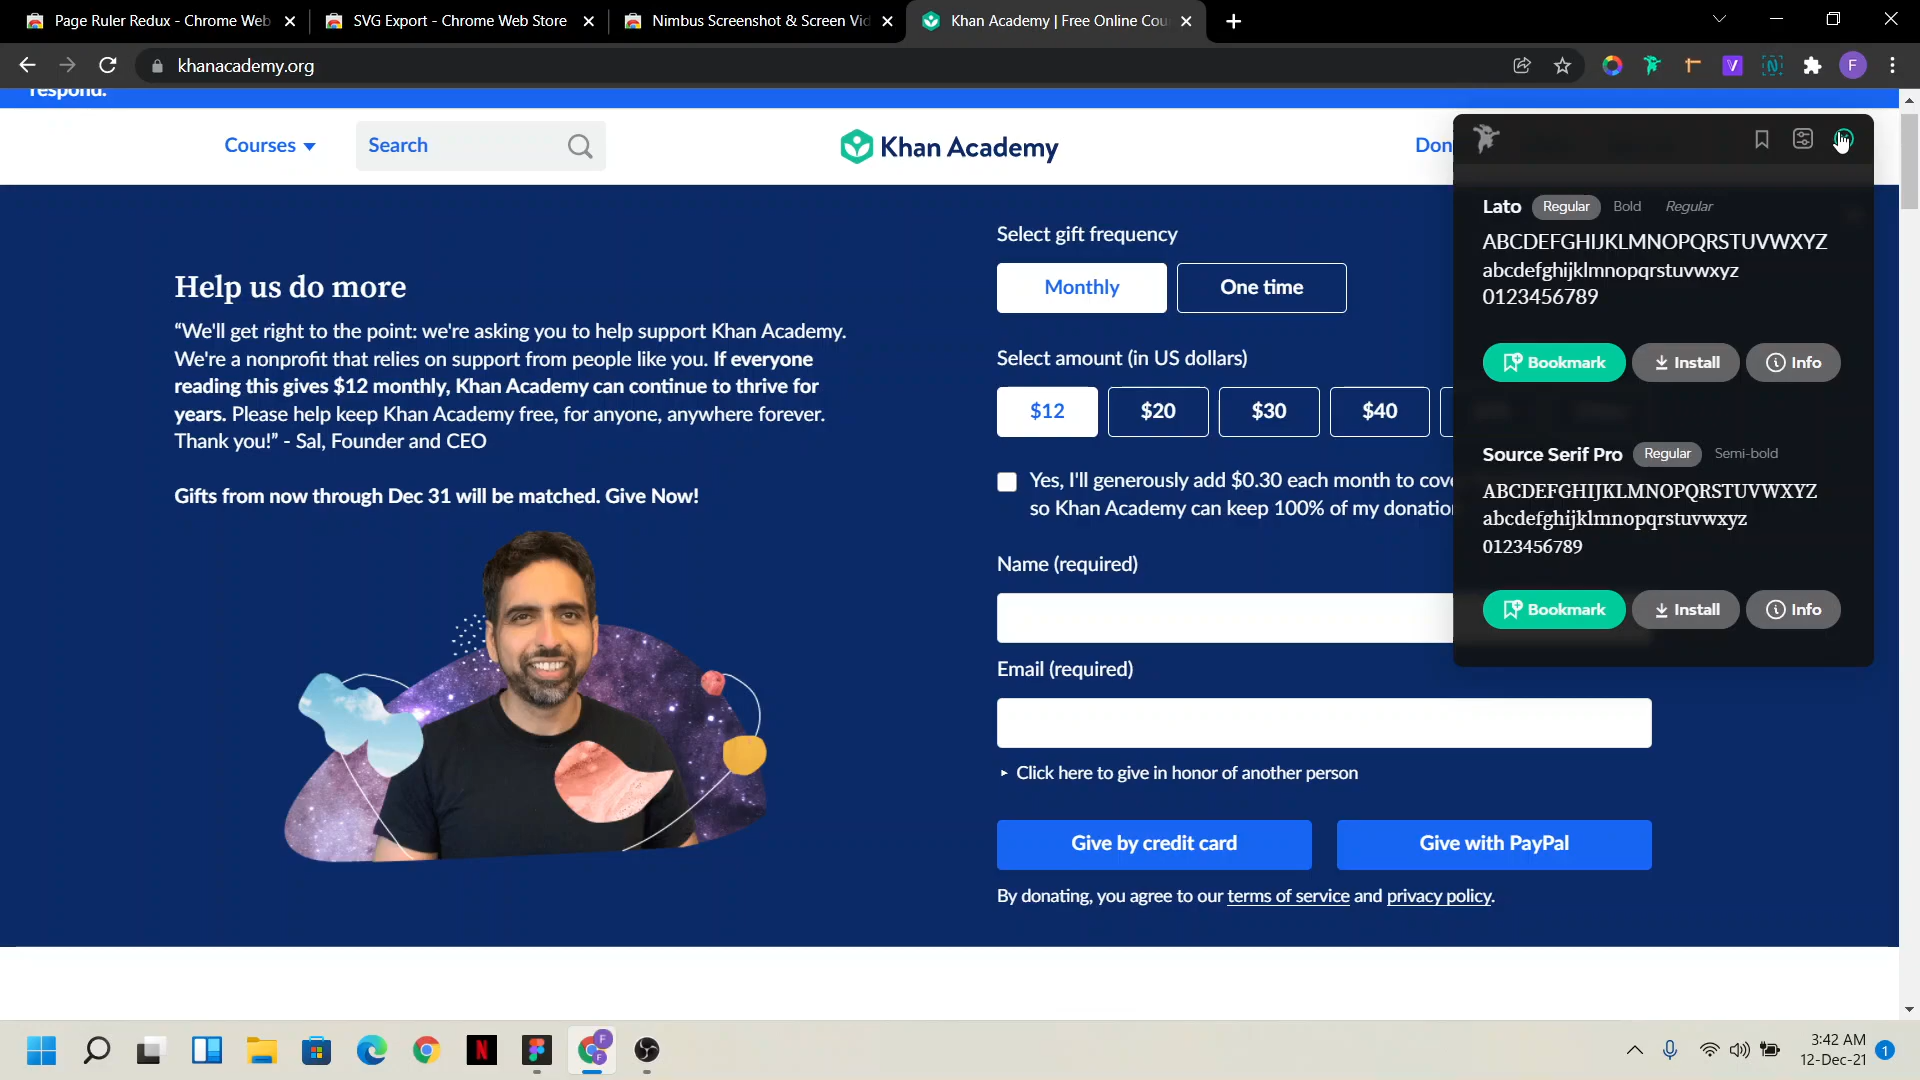 Page Ruler Redux - Chrome Web
SVG Export - Chrome Web Store
Nimbus Screenshot & Screen Vid
Khan Academy | Free Online Cou
khanacademy.org
F
respond.
Courses
Search
Khan Academy
Don
Help us do more
“We'll get right to the point: we're asking you to help support Khan Academy.
We're a nonprofit that relies on support from people like you. If everyone
reading this gives $12 monthly, Khan Academy can continue to thrive for
years. Please help keep Khan Academy free, for anyone, anywhere forever.
Thank you!” - Sal, Founder and CEO
Gifts from now through Dec 31 will be matched. Give Now!
Select gift frequency
Monthly
One time
Select amount (in US dollars)
$12
$20
$30
$40
Yes, I'll generously add $0.30 each month to cove
so Khan Academy can keep 100% of my donation
Name (required)
Email (required)
Click here to give in honor of another person
Give by credit card
Give with PayPal
By donating, you agree to our terms of service and privacy policy.
Lato Regular Bold Regular
ABCDEFGHIJKLMNOPQRSTUVWXYZ
abcdefghijklmnopqrstuvwxyz
0123456789
Bookmark
Install
Info
Source Serif Pro Regular Semi-bold
ABCDEFGHIJKLMNOPQRSTUVWXYZ
abcdefghijklmnopqrstuvwxyz
0123456789
Bookmark
Install
Info
3:42 AM
12-Dec-21
1